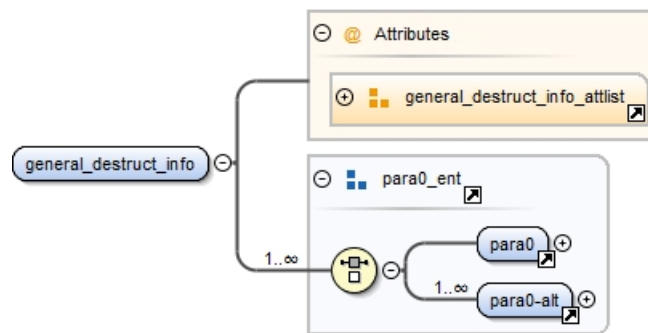 @ Attributes
general_destruct_info_attlist
general_destruct_info
para0_ent
1..∞
para0
1..∞
para0-alt